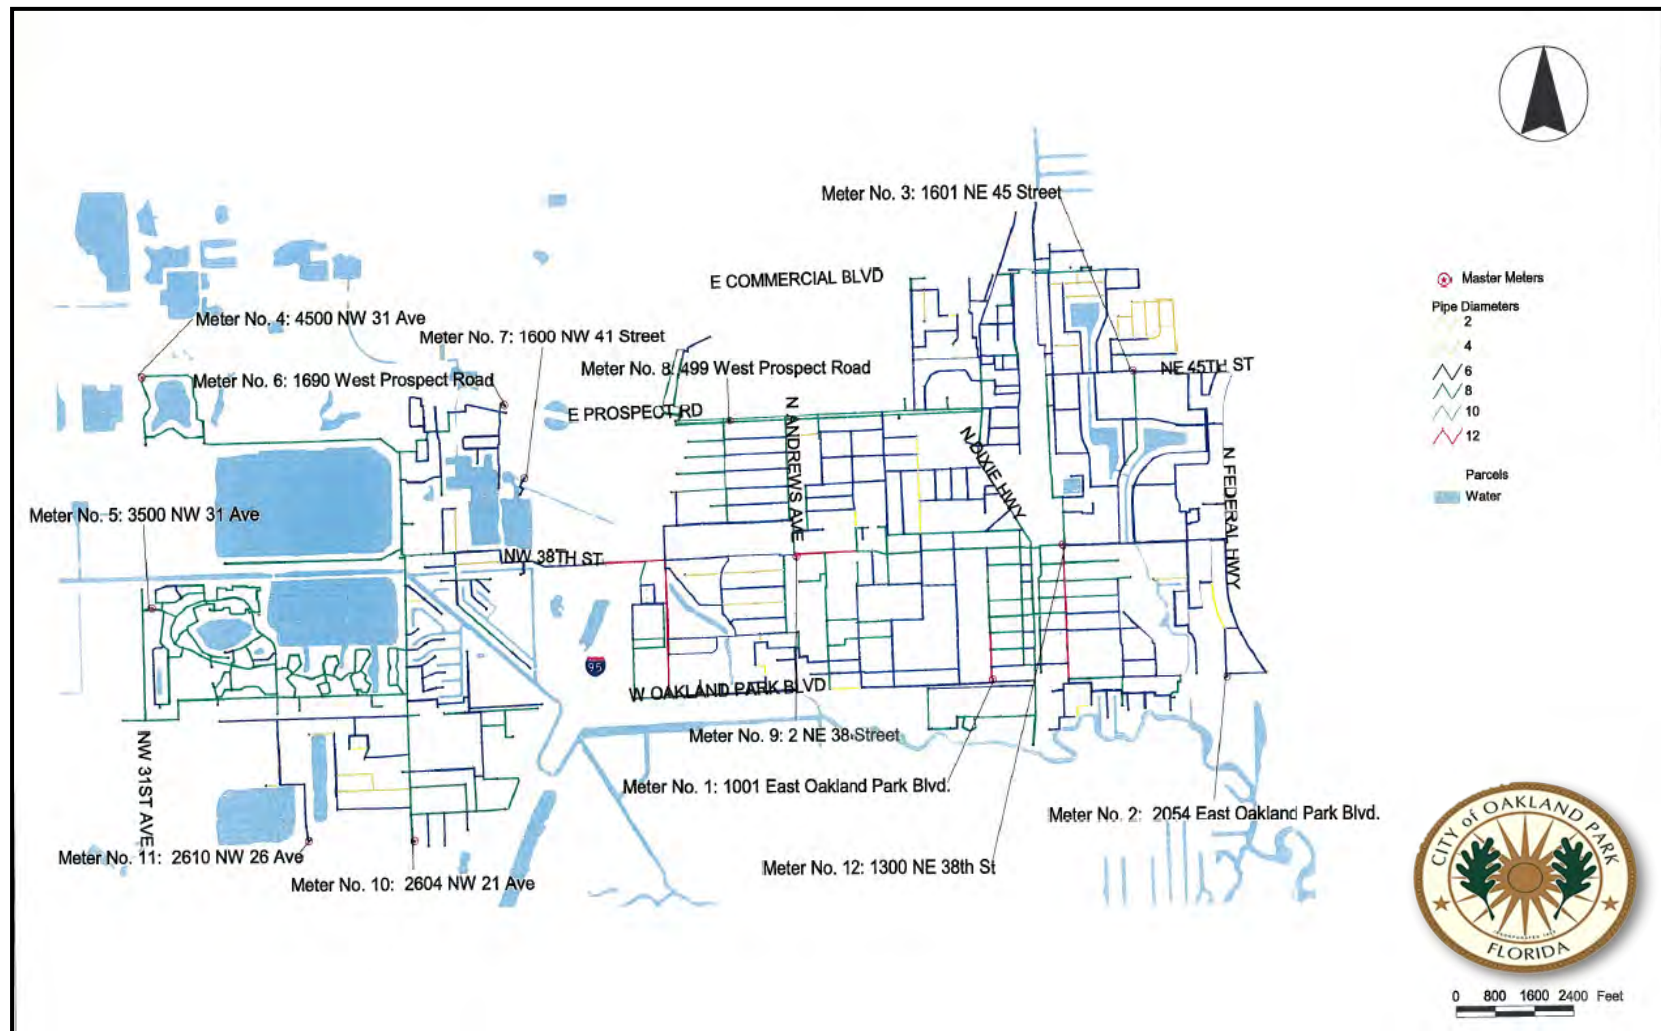 Meter No. 3: 1601 NE 45 Street
E COMMERCIAL BLVD
Master Meters
Pipe Diameters
2
4
6
8
10
12
Parcels
Water
Meter No. 4: 4500 NW 31 Ave
Meter No. 7: 1600 NW 41 Street
Meter No. 8: 499 West Prospect Road
NE 45TH ST
Meter No. 6: 1690 West Prospect Road
E PROSPECT RD
N ANDREWS AVE
N DIXIE HWY
N FEDERAL HWY
Meter No. 5: 3500 NW 31 Ave
NW 38TH ST
95
W OAKLAND PARK BLVD
NW 31ST AVE
Meter No. 9: 2 NE 38 Street
Meter No. 1: 1001 East Oakland Park Blvd.
Meter No. 2: 2054 East Oakland Park Blvd.
Meter No. 11: 2610 NW 26 Ave
Meter No. 12: 1300 NE 38th St
Meter No. 10: 2604 NW 21 Ave
CITY of OAKLAND PARK
FLORIDA
0 800 1600 2400 Feet